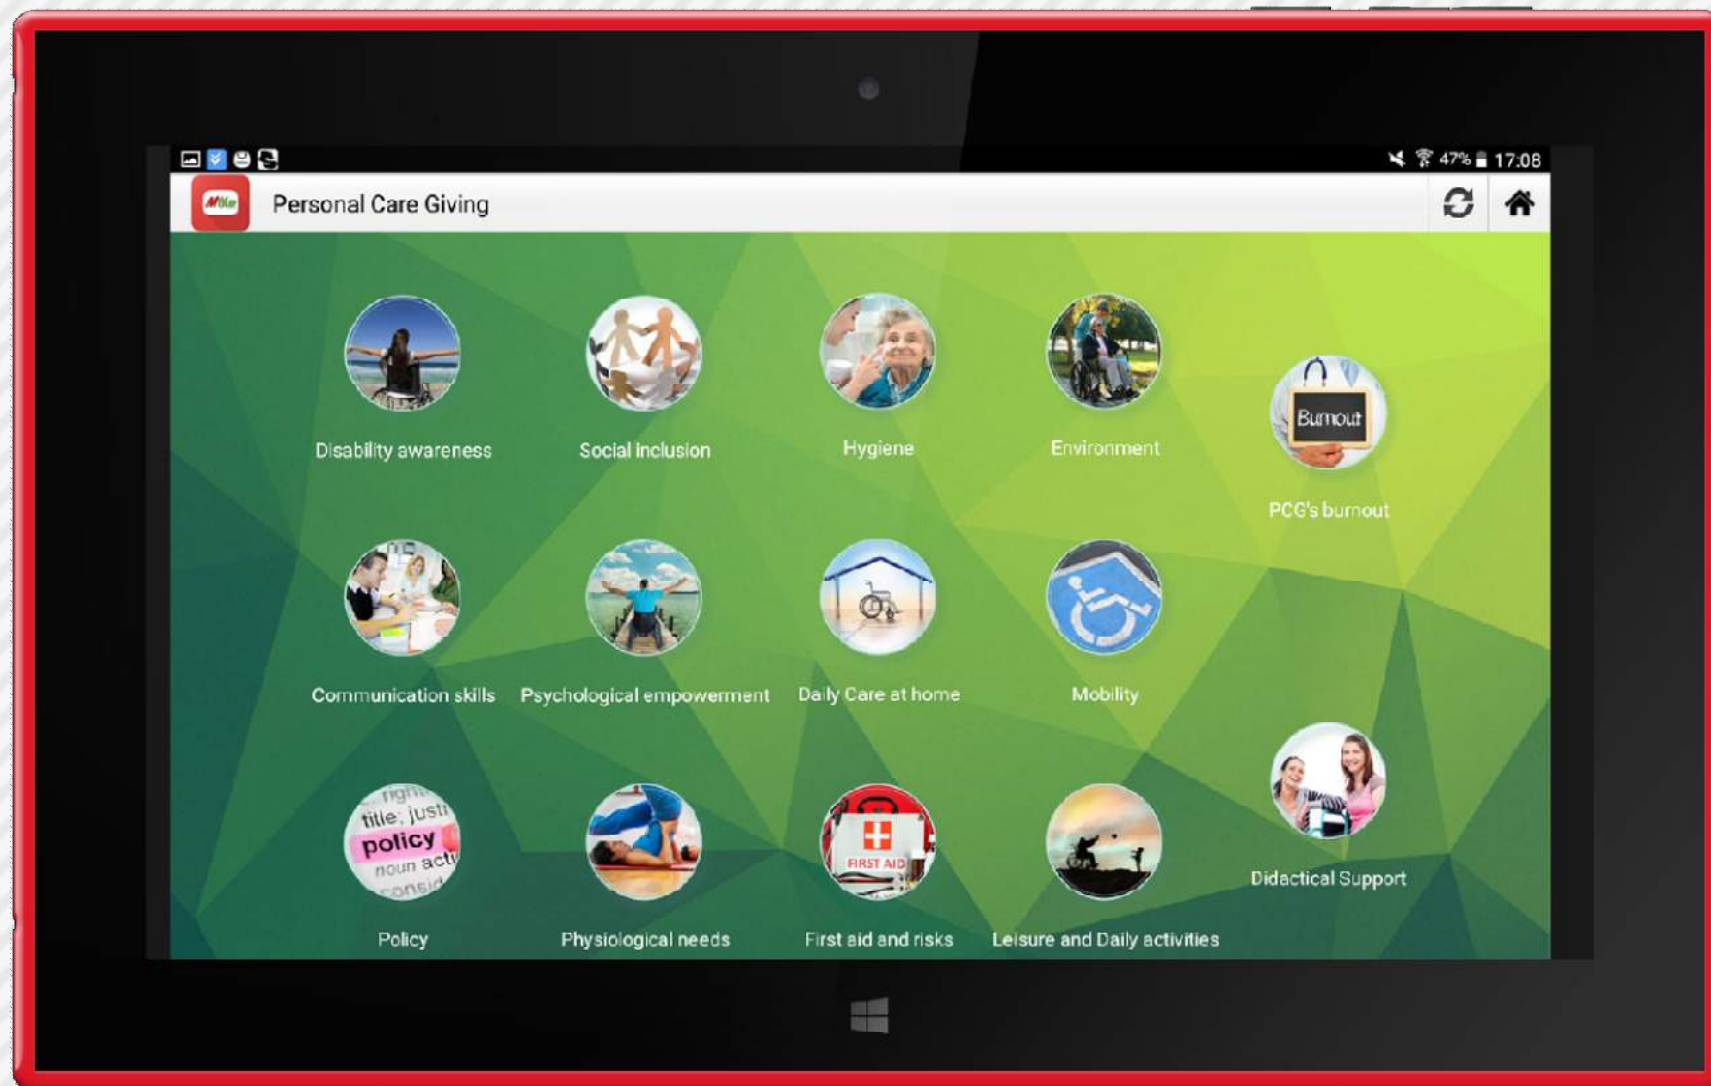 47% 17:08
Personal Care Giving
Disability awareness
Social inclusion
Hygiene
Environment
Burnout
PCG's burnout
Communication skills
Psychological empowerment
Daily Care at home
Mobility
title; justi
policy
noun acti
consid
Policy
Physiological needs
FIRST AID
First aid and risks
Leisure and Daily activities
Didactical Support